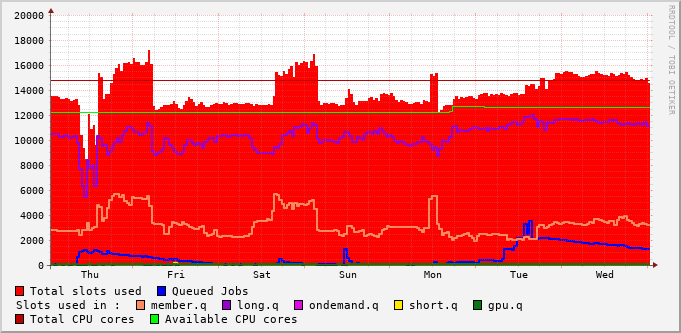 20000
18000
16000
14000
12000
10000
8000
6000
4000
2000
0
Thu Fri Sat Sun Mon Tue Wed
RRDTOOL / TOBI OETIKER
Total slots used Queued Jobs
Slots used in : member.q long.q ondemand.q short.q gpu.q
Total CPU cores Available CPU cores